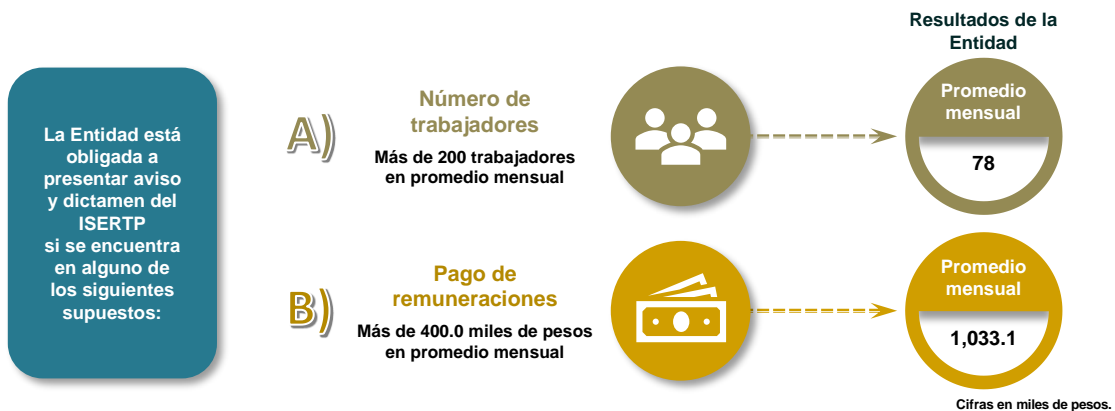 La Entidad está
obligada a
presentar aviso
y dictamen del
ISERTP
si se encuentra
en alguno de
los siguientes
supuestos:
A)
Número de
trabajadores
Más de 200 trabajadores
en promedio mensual
Resultados de la
Entidad
Promedio
mensual
78
B)
Pago de
remuneraciones
Más de 400.0 miles de pesos
en promedio mensual
Promedio
mensual
1,033.1
Cifras en miles de pesos.